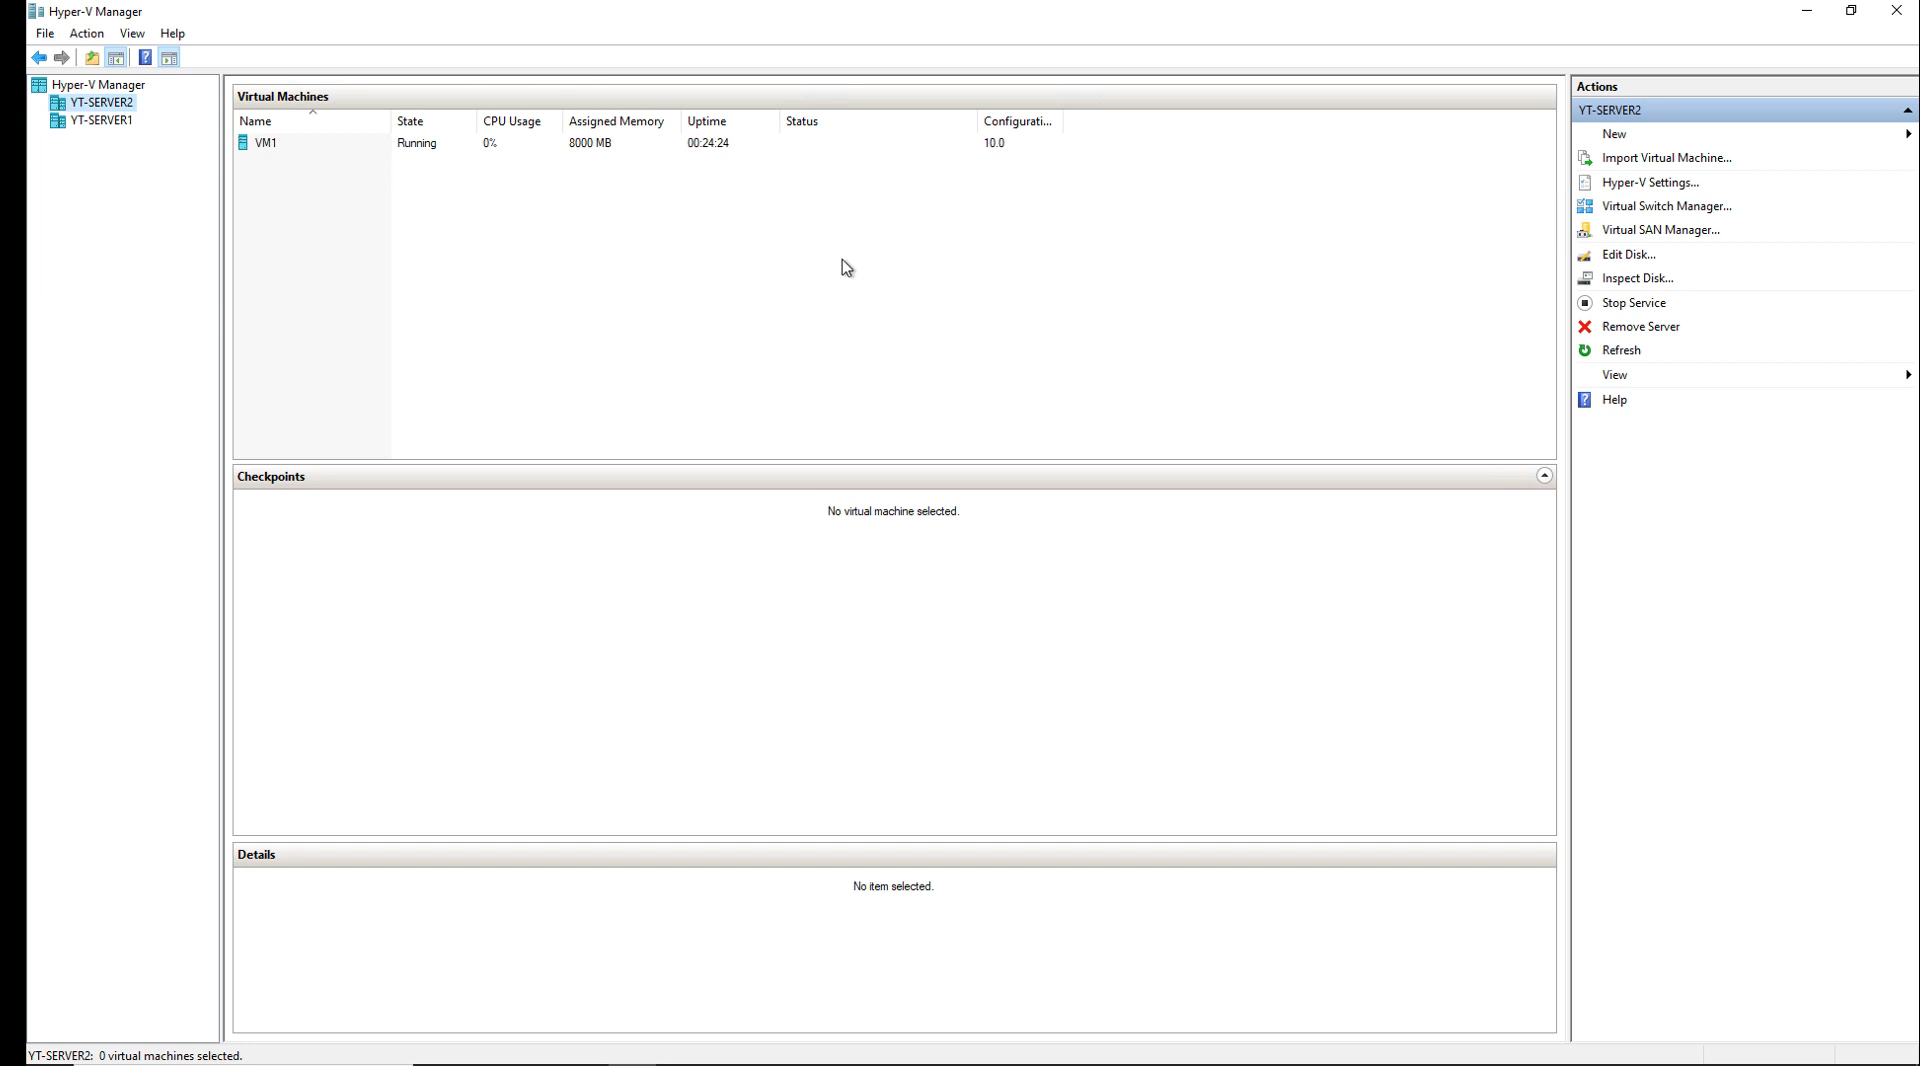 Hyper-V Manager
File Action View Help
Hyper-V Manager
YT-SERVER2
YT-SERVER1
Virtual Machines
Name State CPU Usage Assigned Memory Uptime Status Configurati...
VM1 Running 0% 8000 MB 00:24:24 10.0
Checkpoints
No virtual machine selected.
Details
No item selected.
Actions
YT-SERVER2
New
Import Virtual Machine...
Hyper-V Settings...
Virtual Switch Manager...
Virtual SAN Manager...
Edit Disk...
Inspect Disk...
Stop Service
Remove Server
Refresh
View
Help
YT-SERVER2: 0 virtual machines selected.